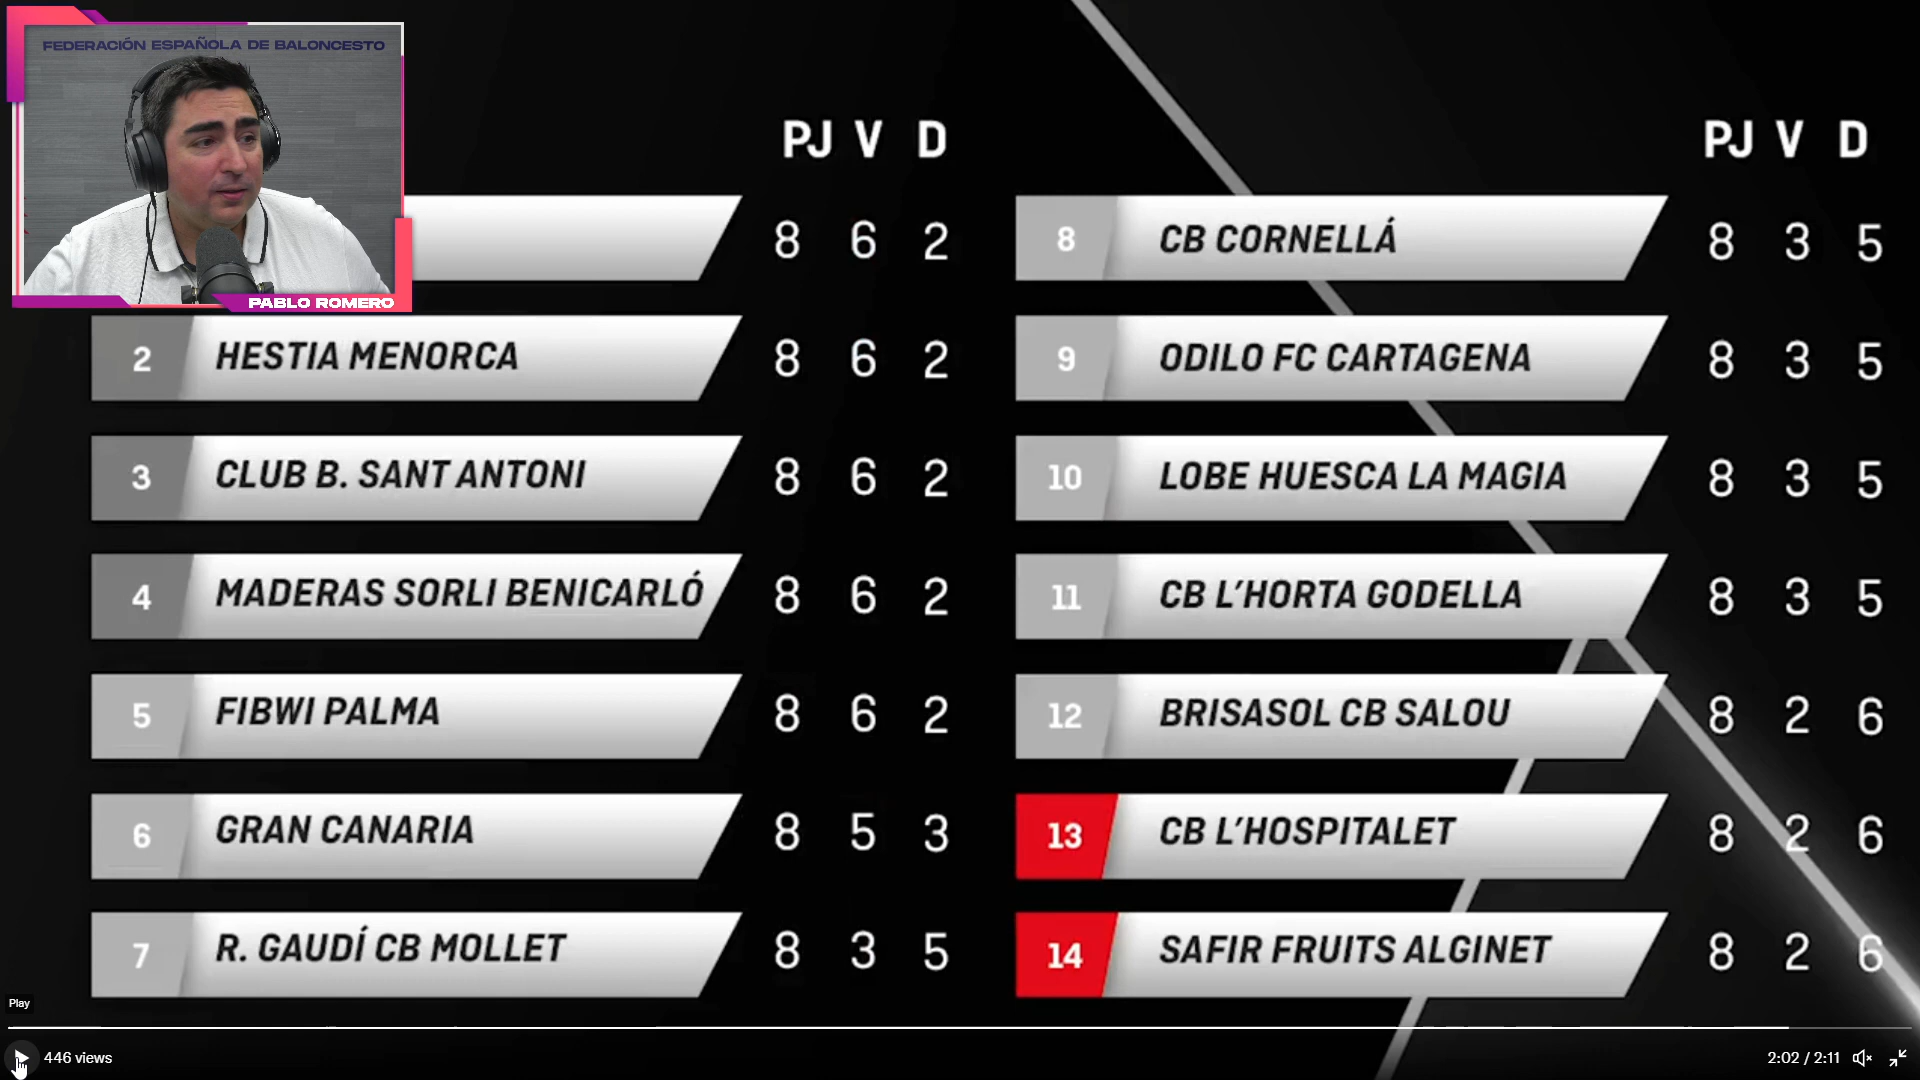 FEDERACIÓN ESPAÑOLA DE BALONCESTO
PABLO ROMERO
PJ V D
8 6 2
2 HESTIA MENORCA 8 6 2
3 CLUB B. SANT ANTONI 8 6 2
4 MADERAS SORLI BENICARLÓ 8 6 2
5 FIBWI PALMA 8 6 2
6 GRAN CANARIA 8 5 3
7 R. GAUDÍ CB MOLLET 8 3 5
PJ V D
8 CB CORNELLÁ 8 3 5
9 ODILO FC CARTAGENA 8 3 5
10 LOBE HUESCA LA MAGIA 8 3 5
11 CB L'HORTA GODELLA 8 3 5
12 BRISASOL CB SALOU 8 2 6
13 CB L'HOSPITALET 8 2 6
14 SAFIR FRUITS ALGINET 8 2 6
Play
446 views
2:02 / 2:11